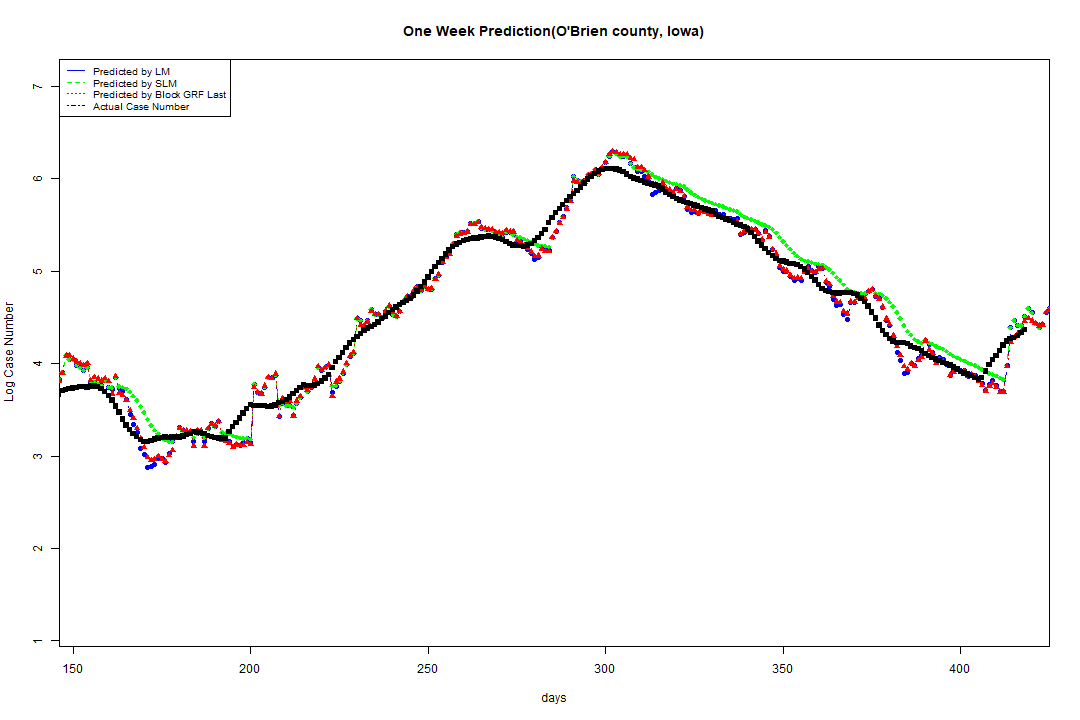 One Week Prediction(O'Brien county, Iowa)
Predicted by LM
Predicted by SLM
Predicted by Block GRF Last
Actual Case Number
7
6
5
4
3
2
1
Log Case Number
150 200 250 300 350 400
days